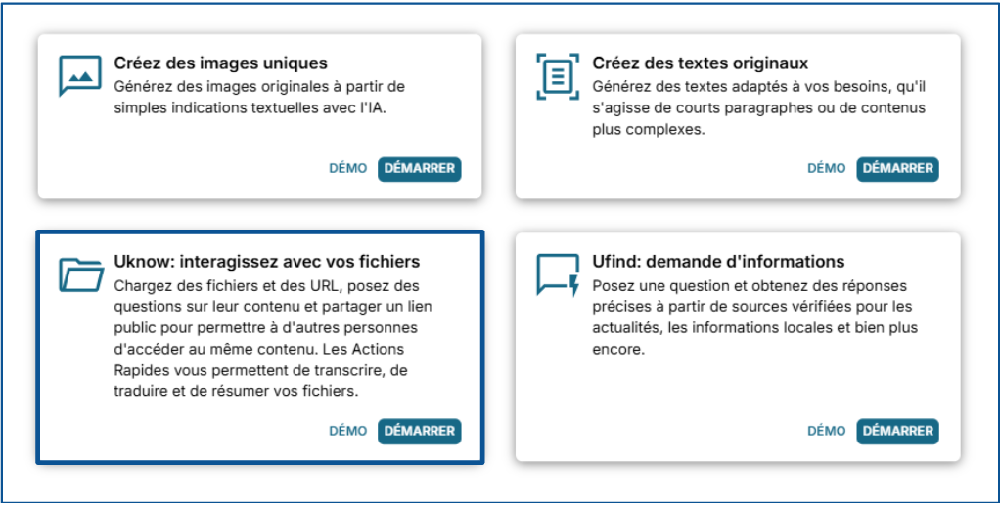 Créez des images uniques
Générez des images originales à partir de
simples indications textuelles avec l'IA.
DÉMO DÉMARRER
Créez des textes originaux
Générez des textes adaptés à vos besoins, qu'il
s'agisse de courts paragraphes ou de contenus
plus complexes.
DÉMO DÉMARRER
Uknow: interagissez avec vos fichiers
Chargez des fichiers et des URL, posez des
questions sur leur contenu et partager un lien
public pour permettre à d'autres personnes
d'accéder au même contenu. Les Actions
Rapides vous permettent de transcrire, de
traduire et de résumer vos fichiers.
DÉMO DÉMARRER
Ufind: demande d'informations
Posez une question et obtenez des réponses
précises à partir de sources vérifiées pour les
actualités, les informations locales et bien plus
encore.
DÉMO DÉMARRER